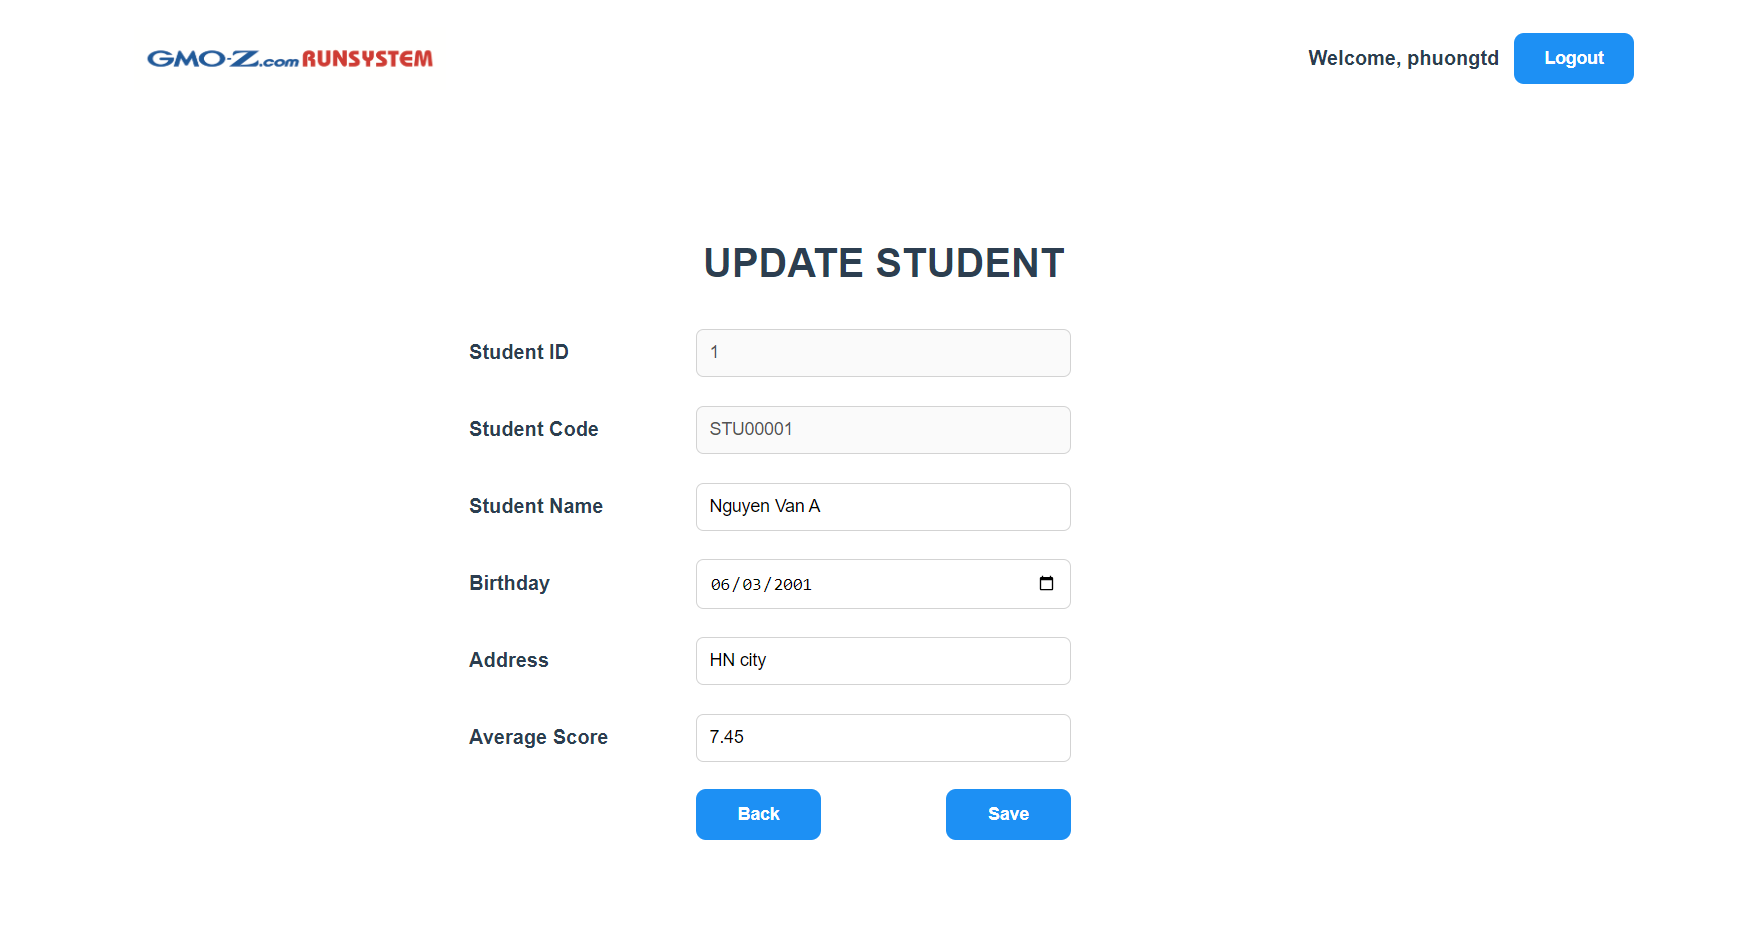 GMO-Z.com RUNSYSTEM
Welcome, phuongtd
Logout
UPDATE STUDENT
Student ID
1
Student Code
STU00001
Student Name
Nguyen Van A
Birthday
06/03/2001
Address
HN city
Average Score
7.45
Back
Save